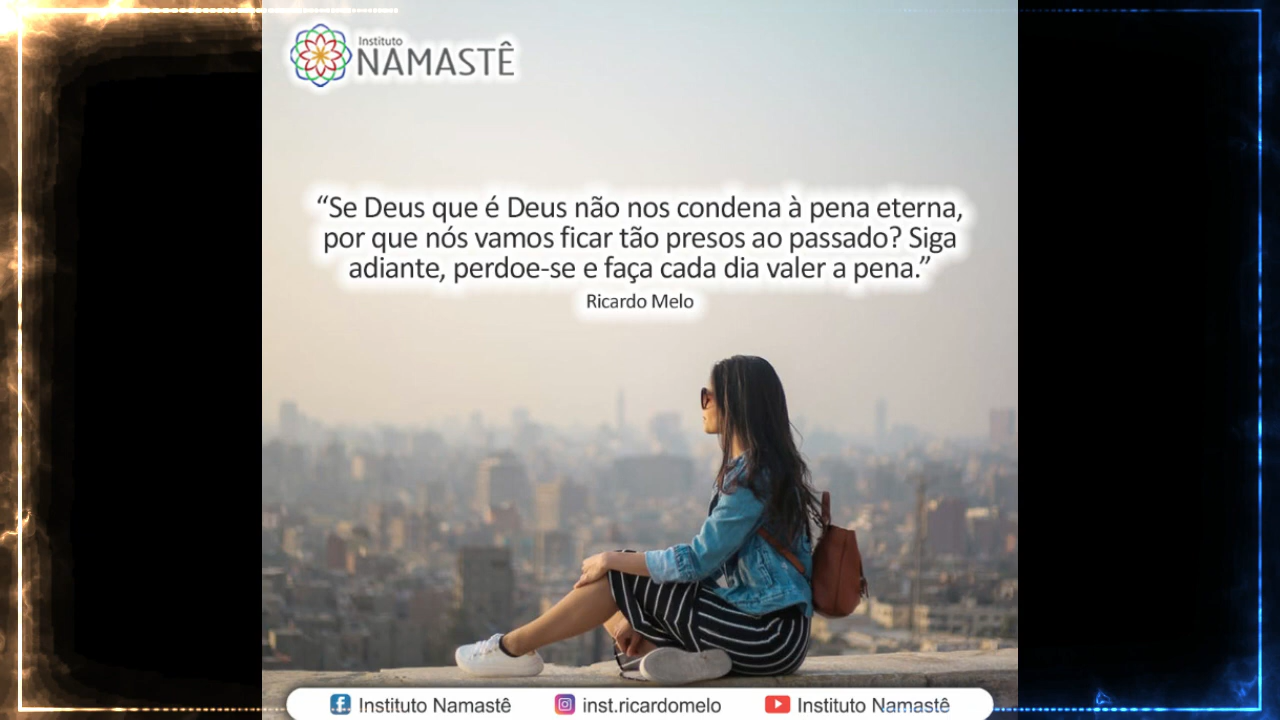 Instituto
NAMASTÊ
“Se Deus que é Deus não nos condena à pena eterna,
por que nós vamos ficar tão presos ao passado? Siga
adiante, perdoe-se e faça cada dia valer a pena.”
Ricardo Melo
Instituto Namastê inst.ricardomelo Instituto Namastê